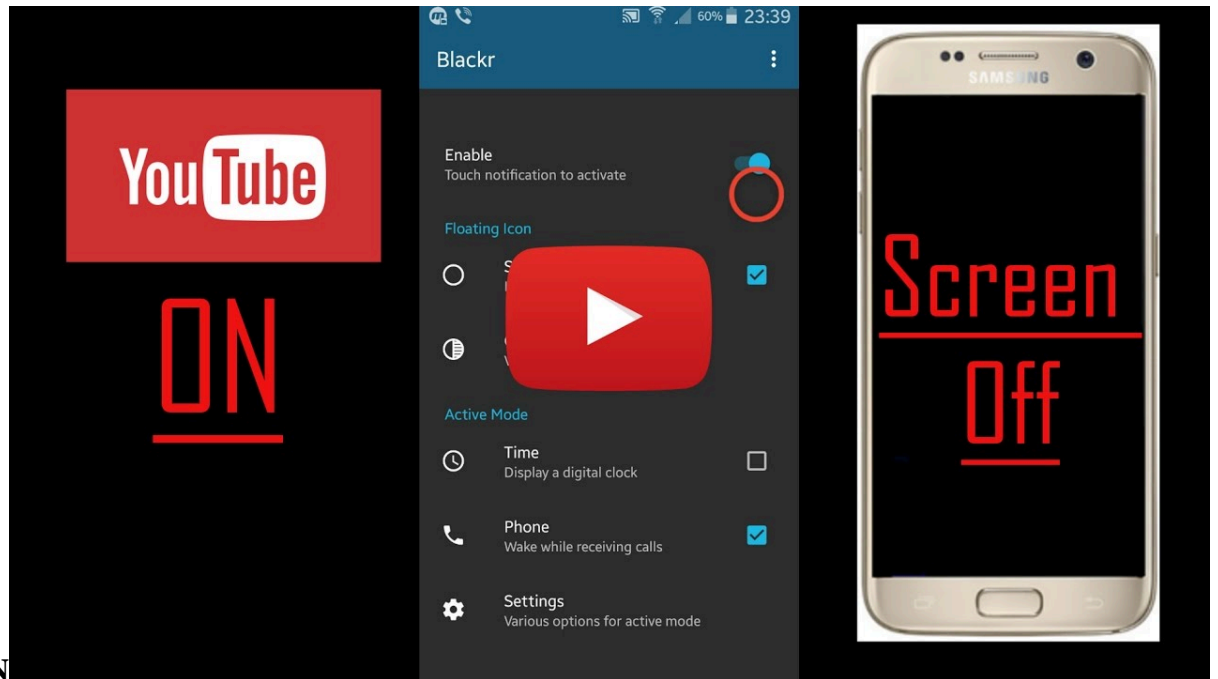 YouTube
ON
60% 23:39
Blackr
Enable
Touch notification to activate
Floating Icon
Active Mode
Time
Display a digital clock
Phone
Wake while receiving calls
Settings
Various options for active mode
SAMSUNG
Screen
Off
N